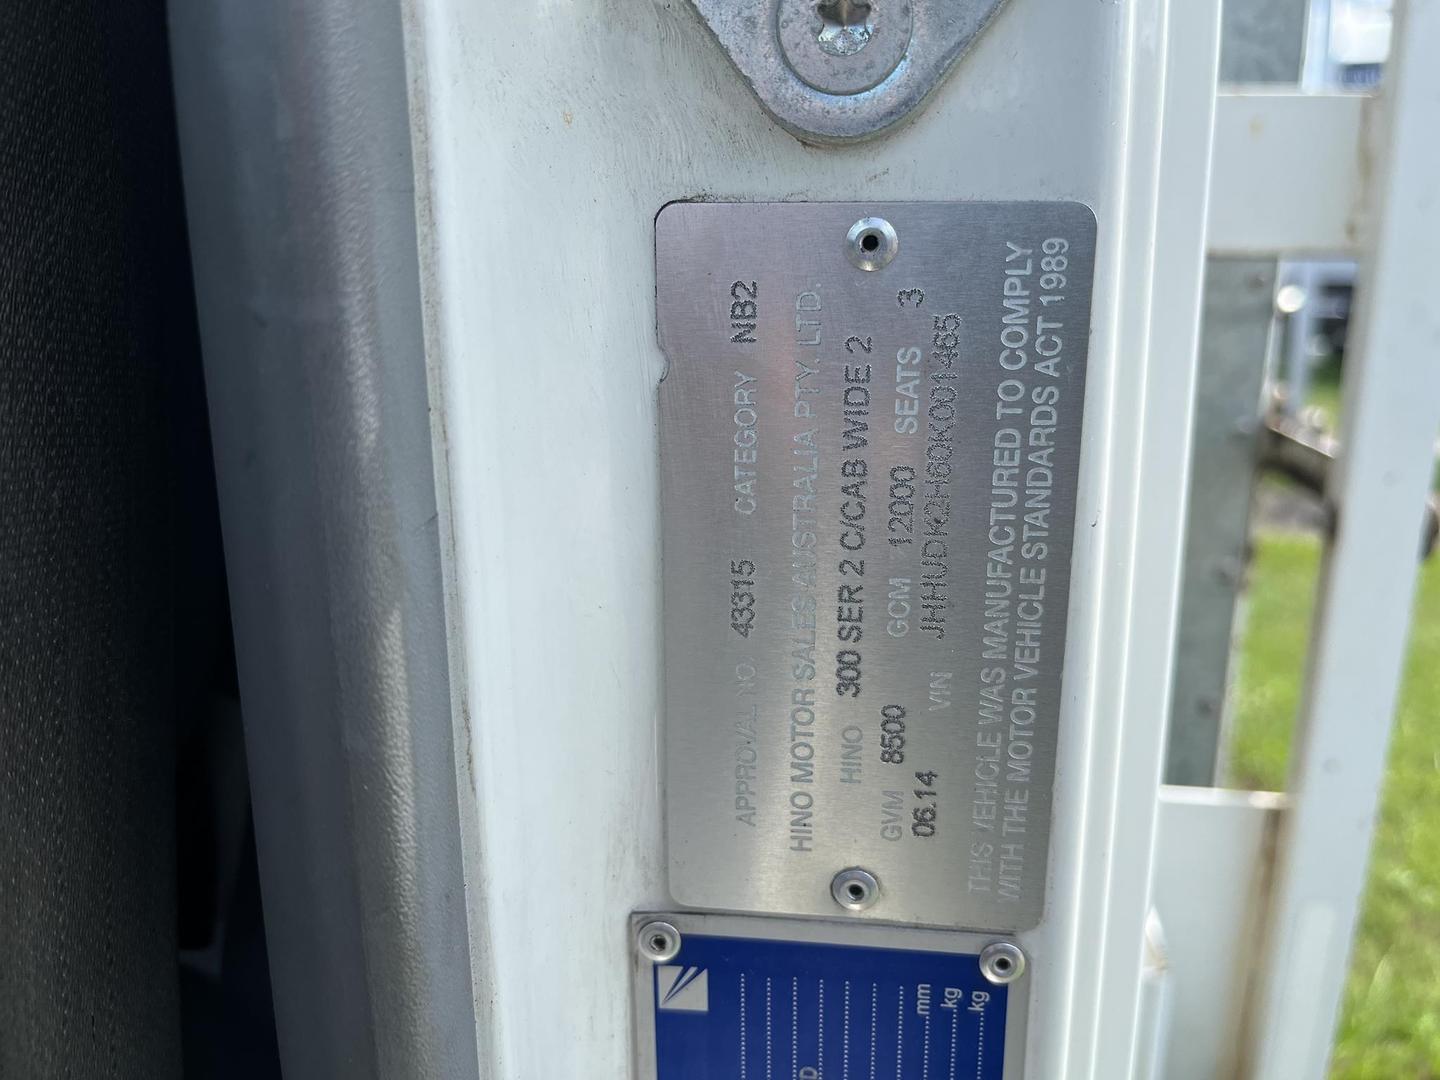 APPROVAL NO. 43315 CATEGORY NB2
HINO MOTOR SALES AUSTRALIA PTY. LTD.
HINO 300 SER 2 C/CAB WIDE 2
GVM 8500 GCM 12000 SEATS 3
06.14 VIN JHHUDK2H60K001465
THIS VEHICLE WAS MANUFACTURED TO COMPLY
WITH THE MOTOR VEHICLE STANDARDS ACT 1989
mm
kg
kg